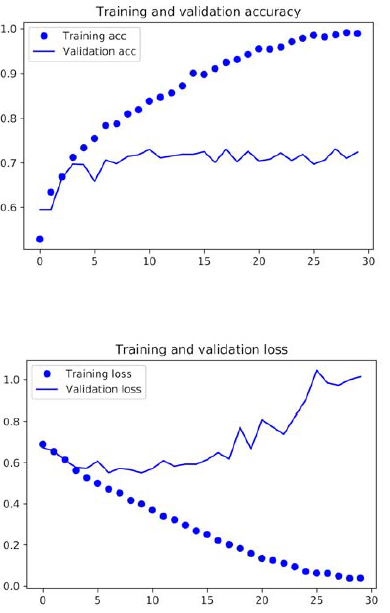 Training and validation accuracy
Training acc
Validation acc
1.0
0.9
0.8
0.7
0.6
0 5 10 15 20 25 30
Training and validation loss
Training loss
Validation loss
1.0
0.8
0.6
0.4
0.2
0.0
0 5 10 15 20 25 30